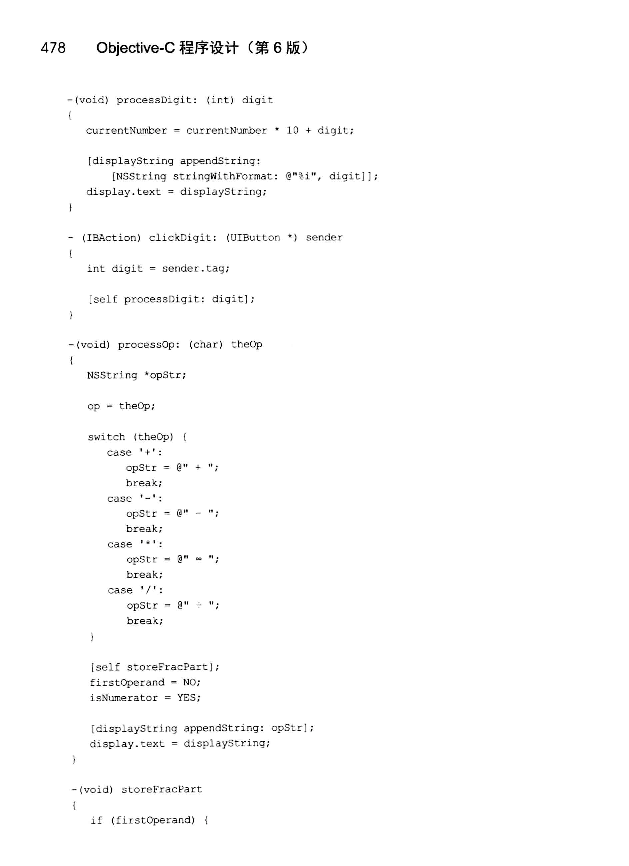 478 Objective-C 程序设计（第 6 版）
-(void) processDigit: (int) digit
{
currentNumber = currentNumber * 10 + digit;
[displayString appendString:
[NSString stringWithFormat: @"%i", digit]];
display.text = displayString;
}
- (IBAction) clickDigit: (UIButton *) sender
{
int digit = sender.tag;
[self processDigit: digit];
}
-(void) processOp: (char) theOp
{
NSString *opStr;
op = theOp;
switch (theOp) {
case '+':
opStr = @" + ";
break;
case '-':
opStr = @" - ";
break;
case '*':
opStr = @" ∞ ";
break;
case '/':
opStr = @" ÷ ";
break;
}
[self storeFracPart];
firstOperand = NO;
isNumerator = YES;
[displayString appendString: opStr];
display.text = displayString;
}
-(void) storeFracPart
{
if (firstOperand) {